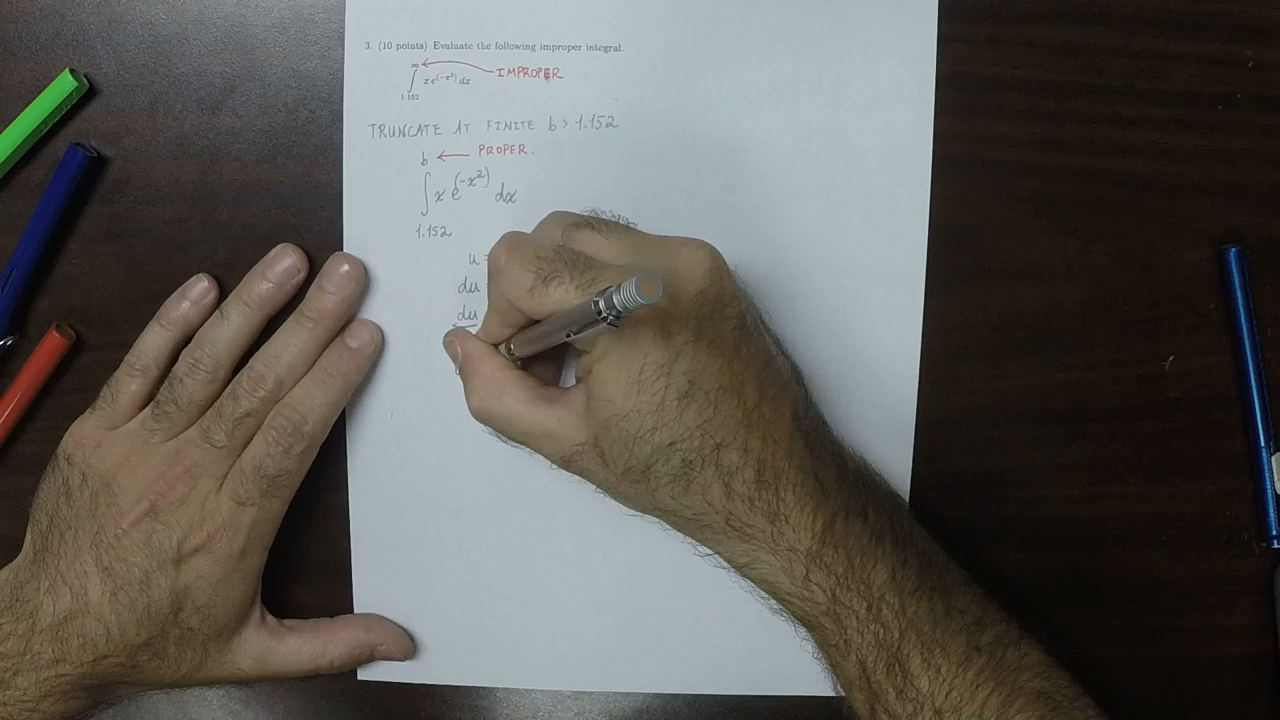 3. (10 points) Evaluate the following improper integral.
∞
∫ x e^(−x²) dx
1.152
IMPROPER
TRUNCATE AT FINITE b > 1.152
b
PROPER.
∫ x e^(−x²) dx
1.152
u =
du
du